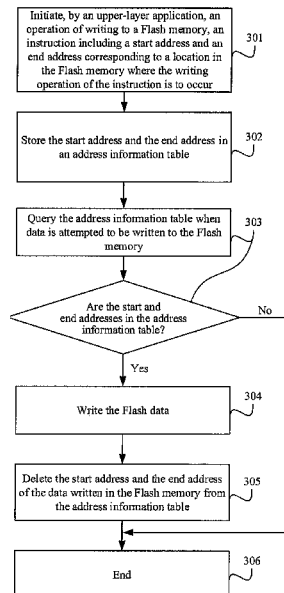 Initiate, by an upper-layer application, an
operation of writing to a Flash memory, an
instruction including a start address and an
end address corresponding to a location in
the Flash memory where the writing
operation of the instruction is to occur
301
Store the start address and the end address in
an address information table
302
Query the address information table when
data is attempted to be written to the Flash
memory
303
Are the start and
end addresses in the address
information table?
No
Yes
Write the Flash data
304
Delete the start address and the end address
of the data written in the Flash memory from
the address information table
305
End
306